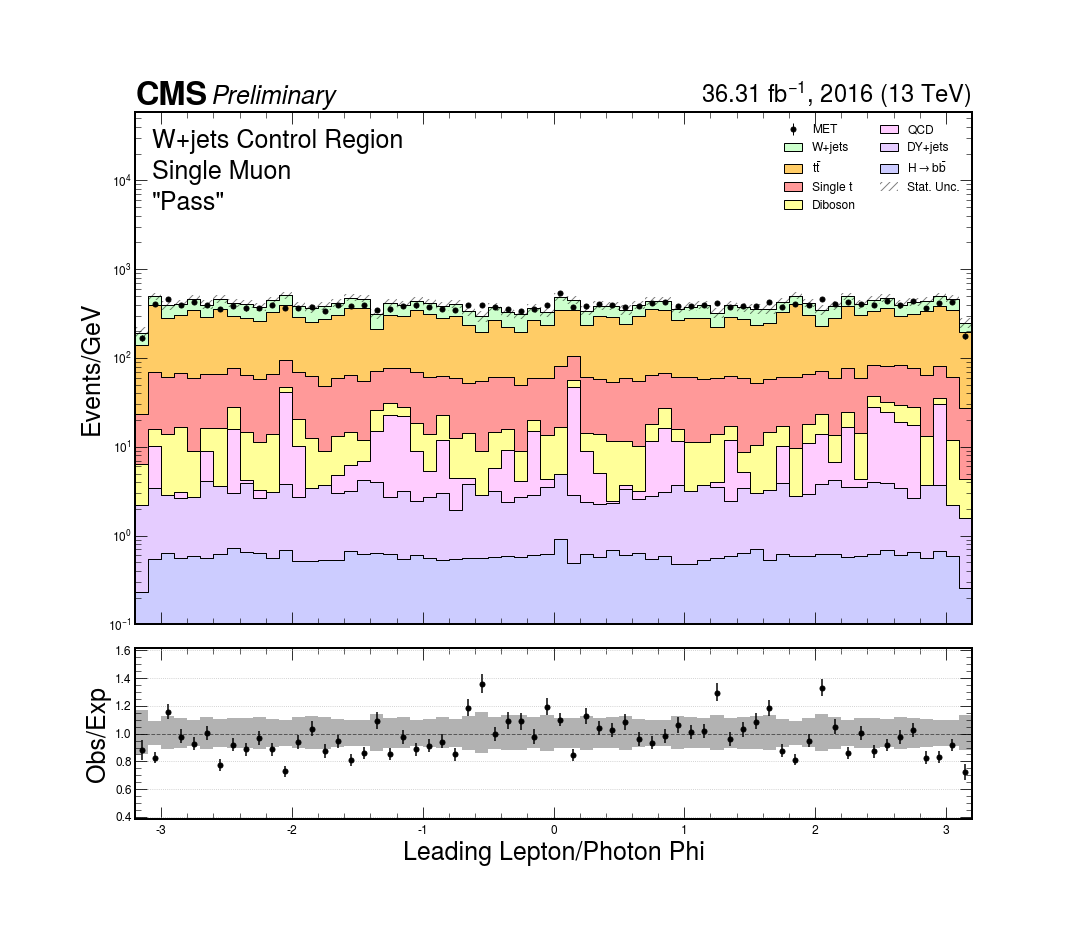 CMS Preliminary
36.31 fb⁻¹, 2016 (13 TeV)
W+jets Control Region
Single Muon
"Pass"
MET
W+jets
tt̄
Single t
Diboson
QCD
DY+jets
H→bb̄
Stat. Unc.
Events/GeV
10⁴
10³
10²
10¹
10⁰
10⁻¹
Obs/Exp
1.6
1.4
1.2
1.0
0.8
0.6
0.4
-3 -2 -1 0 1 2 3
Leading Lepton/Photon Phi